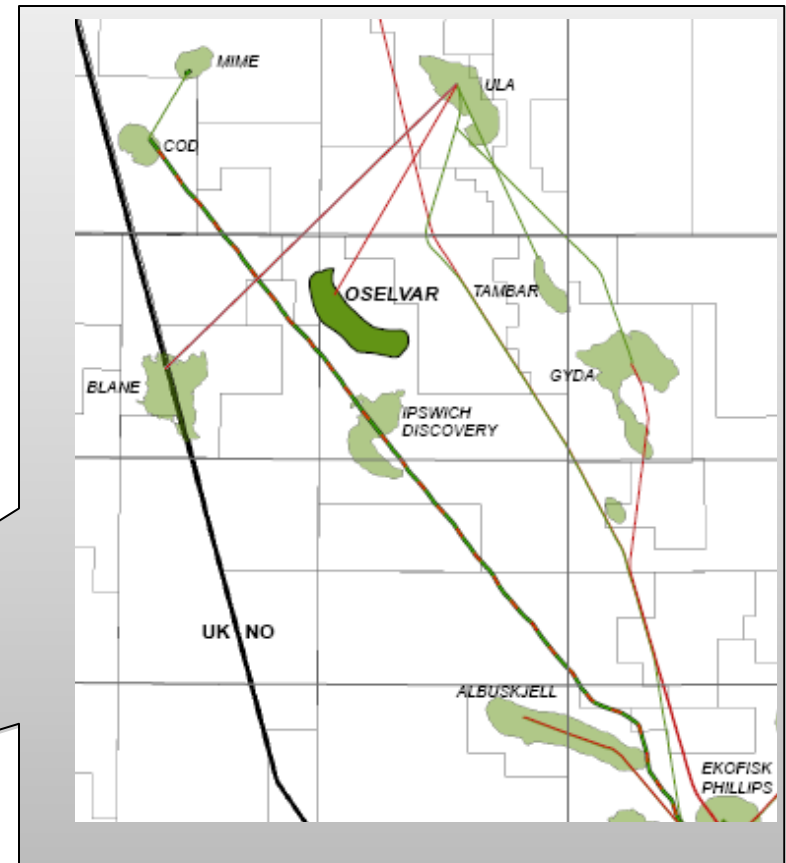 MIME
ULA
COD
OSELVAR
TAMBAR
BLANE
GYDA
IPSWICH
DISCOVERY
UK NO
ALBUSKJELL
EKOFISK
PHILLIPS